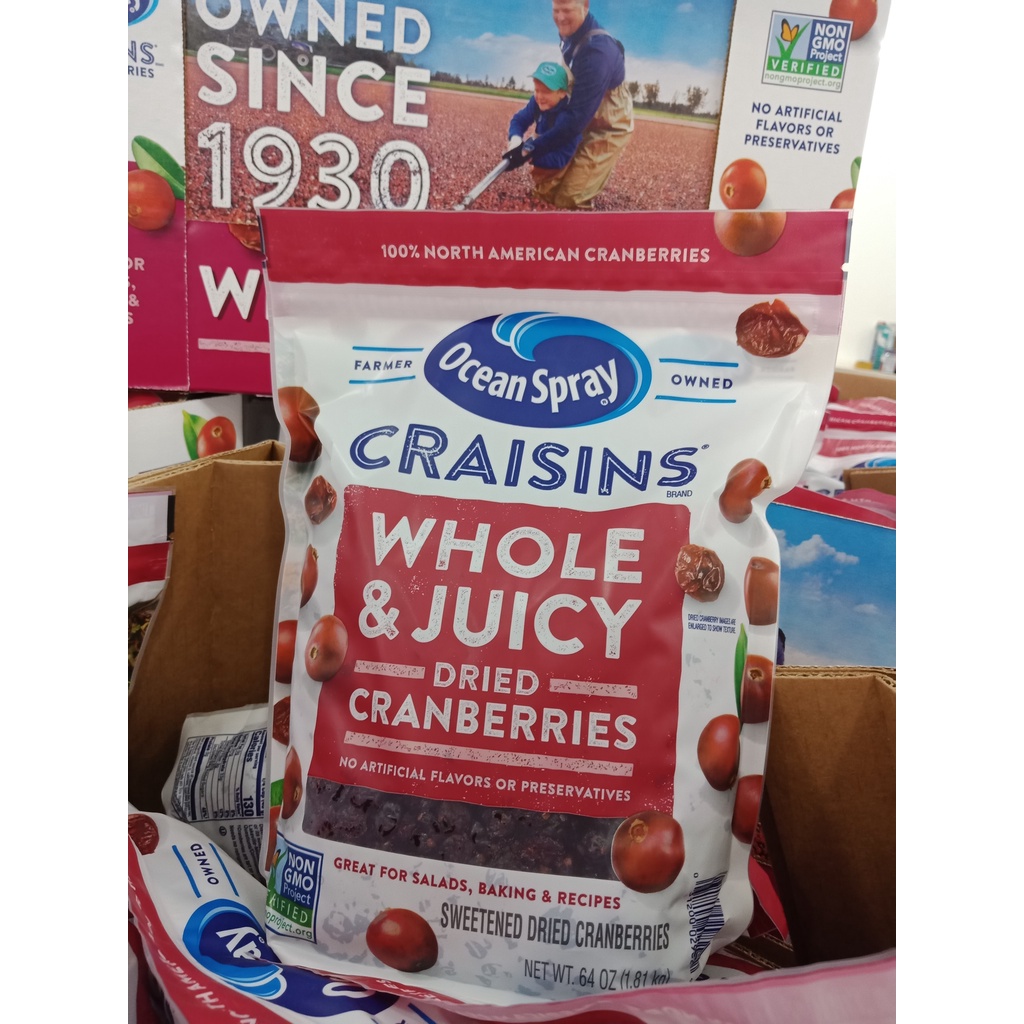 OWNED
SINCE
1930
NON
GMO
Project
VERIFIED
nongmoproject.org
NO ARTIFICIAL
FLAVORS OR
PRESERVATIVES
100% NORTH AMERICAN CRANBERRIES
FARMER
Ocean Spray®
OWNED
CRAISINS®
BRAND
WHOLE
& JUICY
DRIED
CRANBERRIES
NO ARTIFICIAL FLAVORS OR PRESERVATIVES
DRIED CRANBERRY IMAGES ARE
ENLARGED TO SHOW TEXTURE.
GREAT FOR SALADS, BAKING & RECIPES
SWEETENED DRIED CRANBERRIES
NET WT. 64 OZ (1.81 kg)
NON
GMO
Project
OWNED
Calories
130